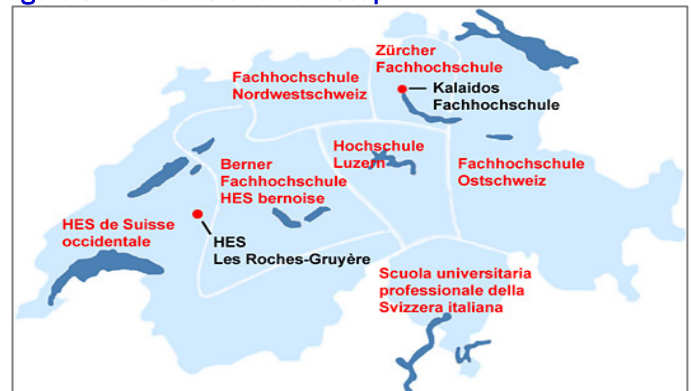 Zürcher
Fachhochschule
Kalaidos
Fachhochschule
Fachhochschule
Nordwestschweiz
Hochschule
Luzern
Berner
Fachhochschule
HES bernoise
Fachhochschule
Ostschweiz
HES de Suisse
occidentale
HES
Les Roches-Gruyère
Scuola universitaria
professionale della
Svizzera italiana